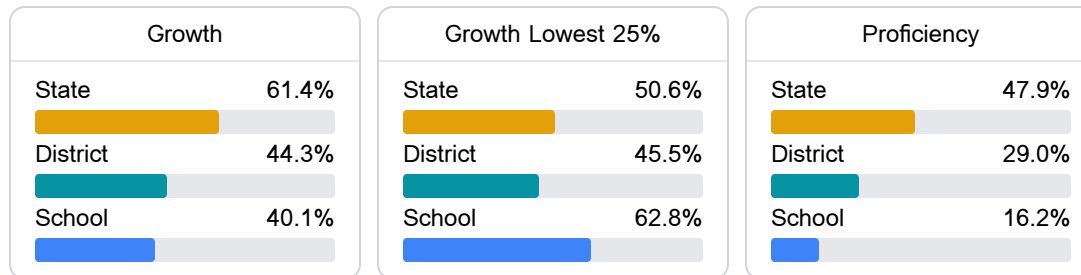 Growth
State 61.4%
District 44.3%
School 40.1%
Growth Lowest 25%
State 50.6%
District 45.5%
School 62.8%
Proficiency
State 47.9%
District 29.0%
School 16.2%